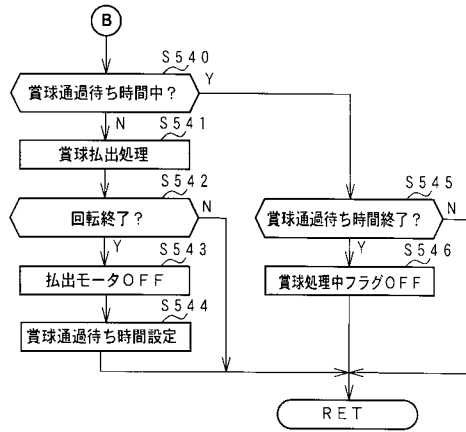 B
S540
賞球通過待ち時間中?
Y
N
S541
賞球払出処理
S542
回転終了?
N
Y
S543
払出モータOFF
S544
賞球通過待ち時間設定
S545
賞球通過待ち時間終了?
N
Y
S546
賞球処理中フラグOFF
RET